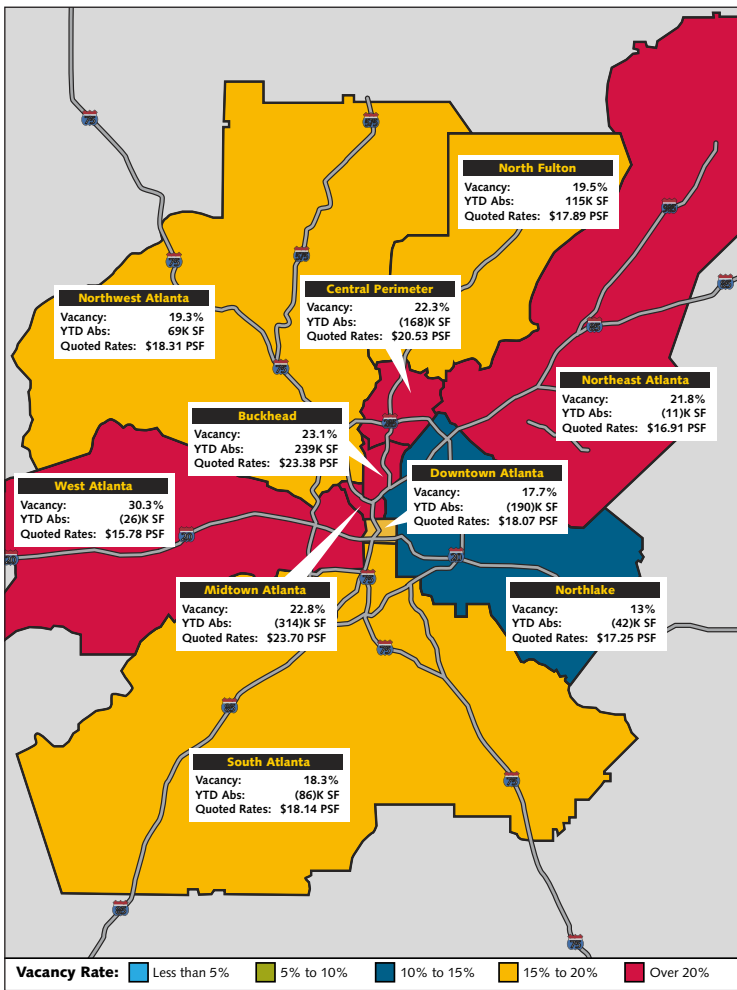 North Fulton
Vacancy: 19.5%
YTD Abs: 115K SF
Quoted Rates: $17.89 PSF
Central Perimeter
Vacancy: 22.3%
YTD Abs: (168)K SF
Quoted Rates: $20.53 PSF
Northwest Atlanta
Vacancy: 19.3%
YTD Abs: 69K SF
Quoted Rates: $18.31 PSF
Northeast Atlanta
Vacancy: 21.8%
YTD Abs: (11)K SF
Quoted Rates: $16.91 PSF
Buckhead
Vacancy: 23.1%
YTD Abs: 239K SF
Quoted Rates: $23.38 PSF
Downtown Atlanta
Vacancy: 17.7%
YTD Abs: (190)K SF
Quoted Rates: $18.07 PSF
West Atlanta
Vacancy: 30.3%
YTD Abs: (26)K SF
Quoted Rates: $15.78 PSF
Midtown Atlanta
Vacancy: 22.8%
YTD Abs: (314)K SF
Quoted Rates: $23.70 PSF
Northlake
Vacancy: 13%
YTD Abs: (42)K SF
Quoted Rates: $17.25 PSF
South Atlanta
Vacancy: 18.3%
YTD Abs: (86)K SF
Quoted Rates: $18.14 PSF
Vacancy Rate: Less than 5% 5% to 10% 10% to 15% 15% to 20% Over 20%